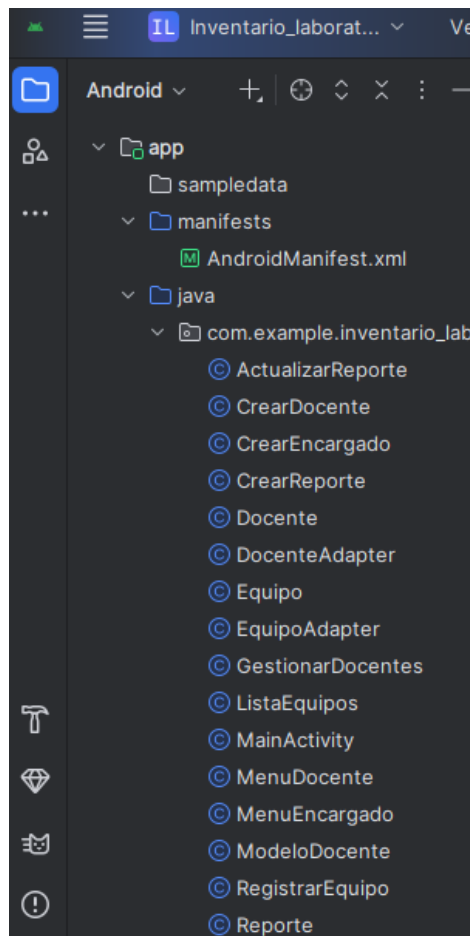 IL Inventario_laborat... Ve
Android
app
sampledata
manifests
M AndroidManifest.xml
java
com.example.inventario_lab
C ActualizarReporte
C CrearDocente
C CrearEncargado
C CrearReporte
C Docente
C DocenteAdapter
C Equipo
C EquipoAdapter
C GestionarDocentes
C ListaEquipos
C MainActivity
C MenuDocente
C MenuEncargado
C ModeloDocente
C RegistrarEquipo
C Reporte